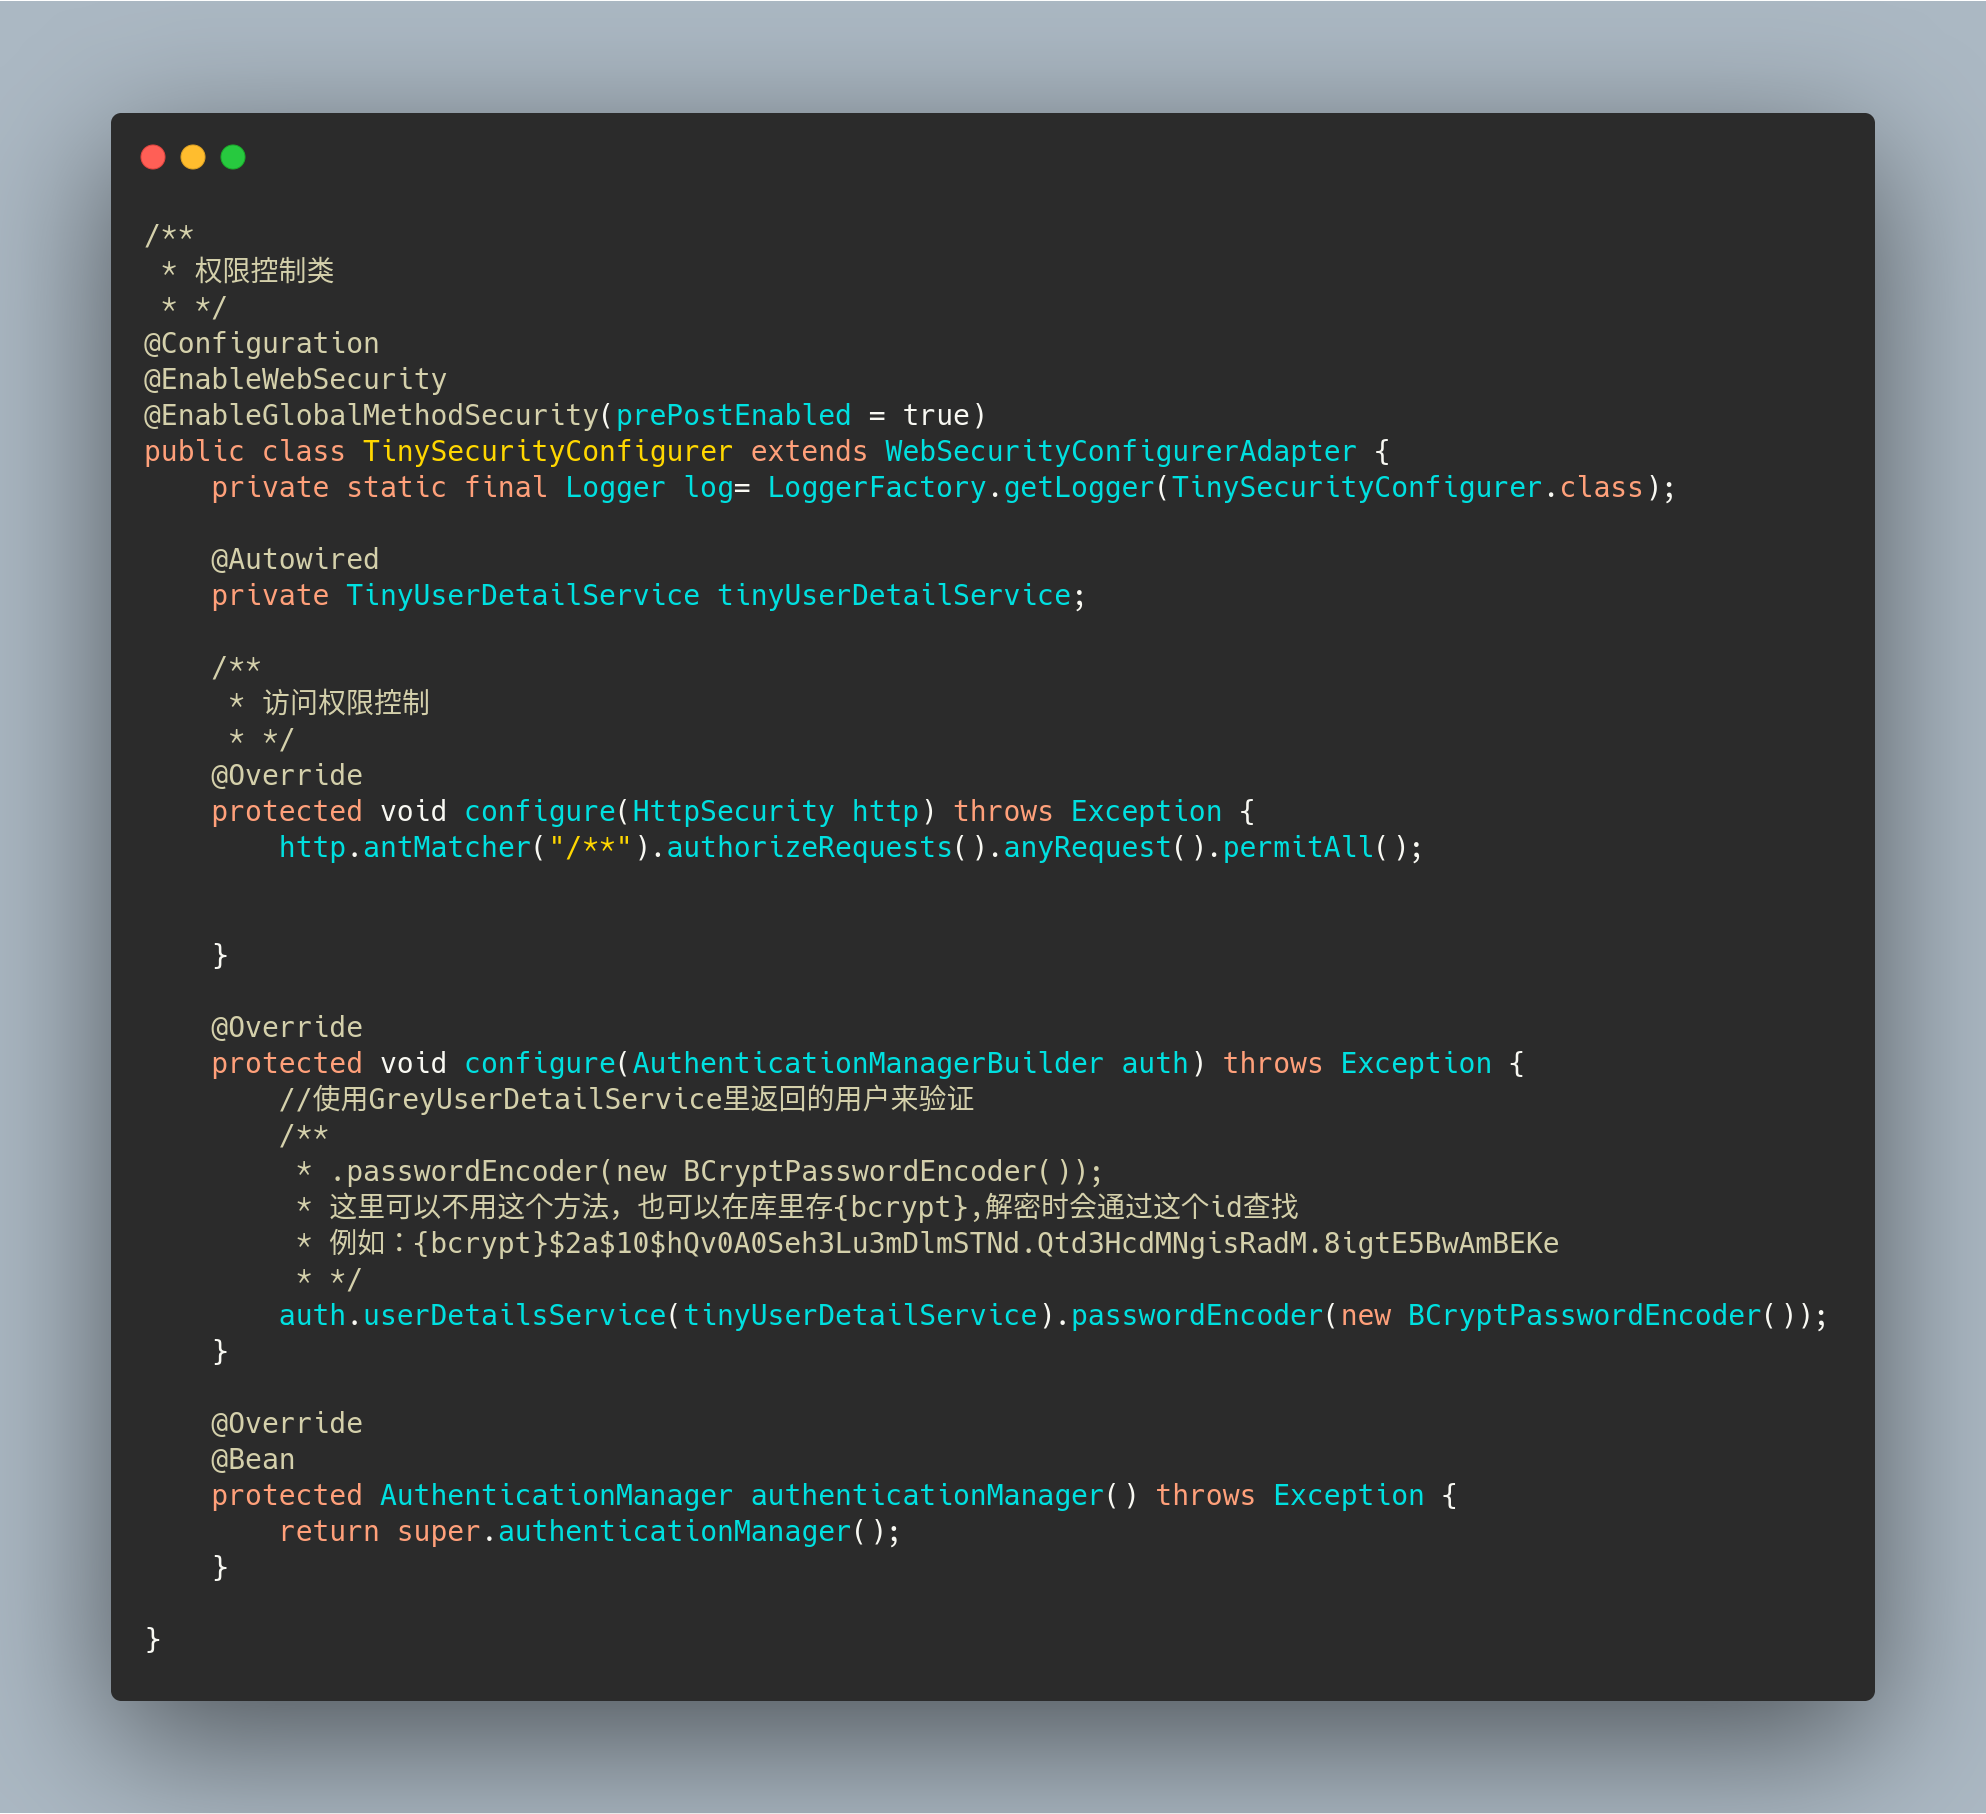 /**
 * 权限控制类
 * */
@Configuration
@EnableWebSecurity
@EnableGlobalMethodSecurity(prePostEnabled = true)
public class TinySecurityConfigurer extends WebSecurityConfigurerAdapter {
    private static final Logger log= LoggerFactory.getLogger(TinySecurityConfigurer.class);

    @Autowired
    private TinyUserDetailService tinyUserDetailService;

    /**
     * 访问权限控制
     * */
    @Override
    protected void configure(HttpSecurity http) throws Exception {
        http.antMatcher("/**").authorizeRequests().anyRequest().permitAll();


    }

    @Override
    protected void configure(AuthenticationManagerBuilder auth) throws Exception {
        //使用GreyUserDetailService里返回的用户来验证
        /**
         * .passwordEncoder(new BCryptPasswordEncoder());
         * 这里可以不用这个方法，也可以在库里存{bcrypt},解密时会通过这个id查找
         * 例如：{bcrypt}$2a$10$hQv0A0Seh3Lu3mDlmSTNd.Qtd3HcdMNgisRadM.8igtE5BwAmBEKe
         * */
        auth.userDetailsService(tinyUserDetailService).passwordEncoder(new BCryptPasswordEncoder());
    }

    @Override
    @Bean
    protected AuthenticationManager authenticationManager() throws Exception {
        return super.authenticationManager();
    }

}